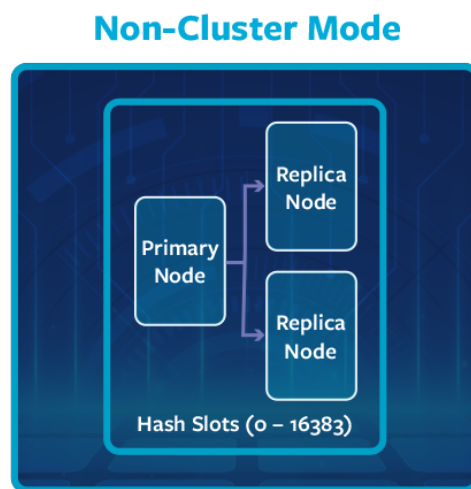 Non-Cluster Mode
Replica
Node
Primary
Node
Replica
Node
Hash Slots (0 – 16383)